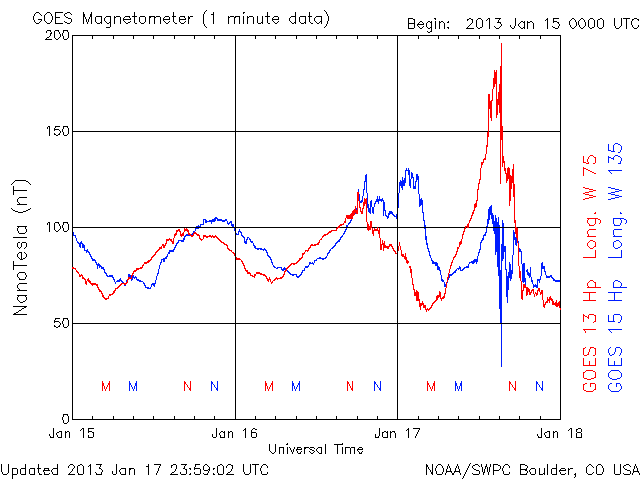 GOES Magnetometer (1 minute data)
Begin: 2013 Jan 15 0000 UTC
200
150
100
50
0
NanoTesla (nT)
M M N N M M N N M M N N
Jan 15 Jan 16 Jan 17 Jan 18
Universal Time
GOES 13 Hp Long. W 75
GOES 15 Hp Long. W 135
Updated 2013 Jan 17 23:59:02 UTC
NOAA/SWPC Boulder, CO USA